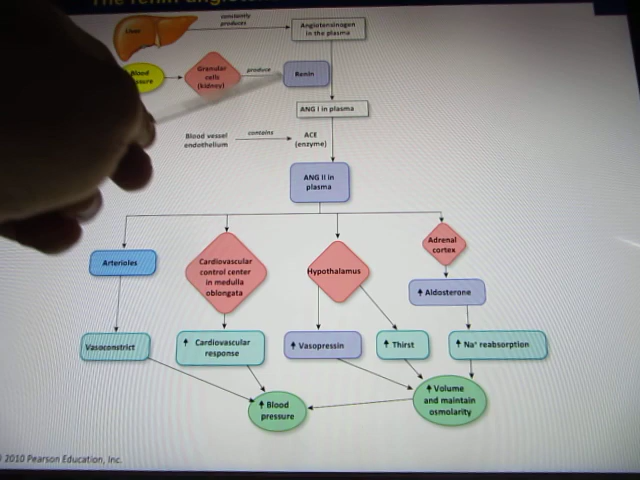 The renin
Liver
constantly
produces
Angiotensinogen
in the plasma
Blood
Granular
cells
(kidney)
produce
Renin
ANG I in plasma
Blood vessel
endothelium
contains
ACE
(enzyme)
ANG II in
plasma
Arterioles
Cardiovascular
control center
in medulla
oblongata
Hypothalamus
Adrenal
cortex
Aldosterone
Vasoconstrict
Cardiovascular
response
Vasopressin
Thirst
Na⁺ reabsorption
Blood
pressure
Volume
and maintain
osmolarity
2010 Pearson Education, Inc.